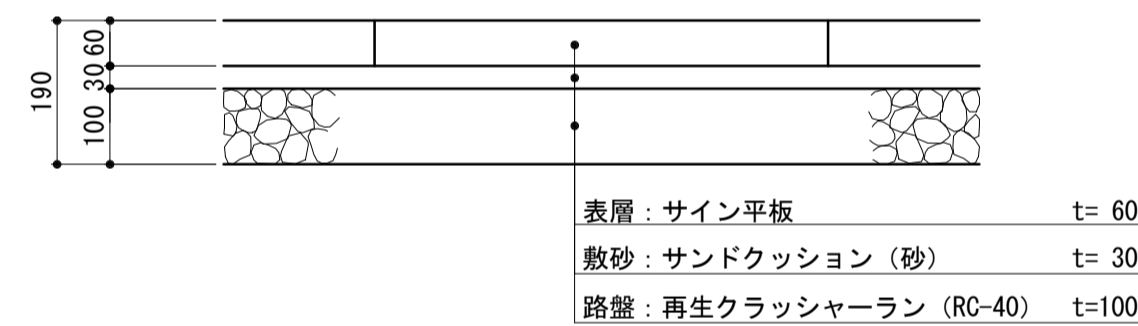 190
60
30
100
表層：サイン平板 t= 60
敷砂：サンドクッション（砂） t= 30
路盤：再生クラッシャーラン（RC-40） t=100